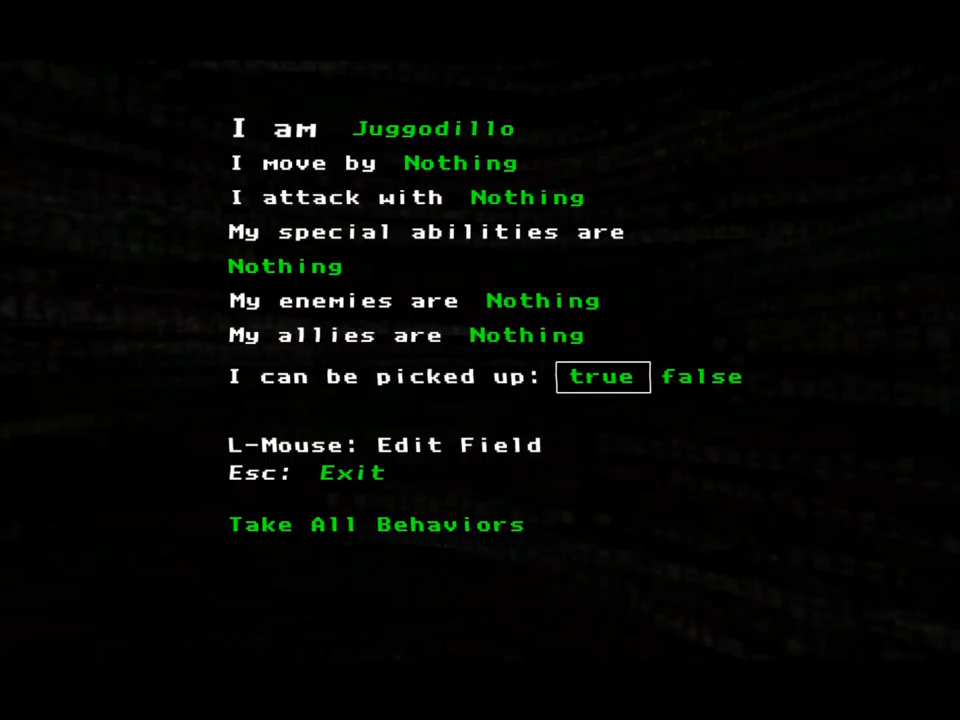 I am Juggodillo
I move by Nothing
I attack with Nothing
My special abilities are
Nothing
My enemies are Nothing
My allies are Nothing
I can be picked up: true false
L-Mouse: Edit Field
Esc: Exit
Take All Behaviors